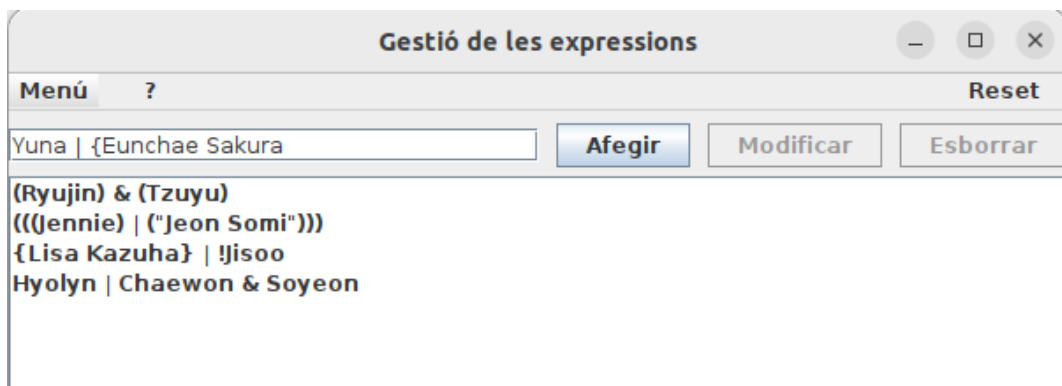 Gestió de les expressions
Menú ? Reset
Yuna | {Eunchae Sakura Afegir Modificar Esborrar
(Ryujin) & (Tzuyu)
(((Jennie) | ("Jeon Somi")))
{Lisa Kazuha} | !Jisoo
Hyolyn | Chaewon & Soyeon